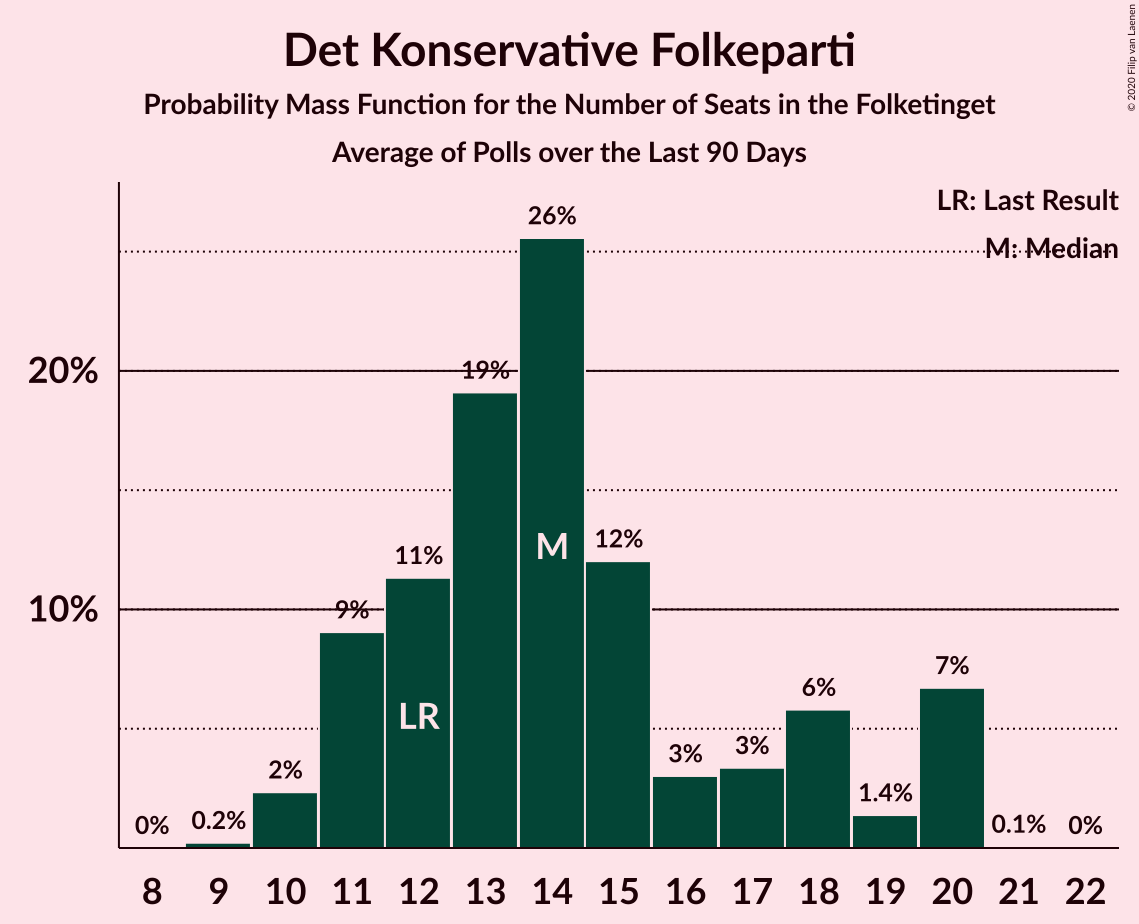 Det Konservative Folkeparti
Probability Mass Function for the Number of Seats in the Folketinget
Average of Polls over the Last 90 Days
© 2020 Filip van Laenen
LR: Last Result
M: Median
26%
20%
19%
M
12%
11%
10%
9%
LR
7%
6%
3%
3%
2%
1.4%
0%
0.2%
0.1%
0%
8 9 10 11 12 13 14 15 16 17 18 19 20 21 22